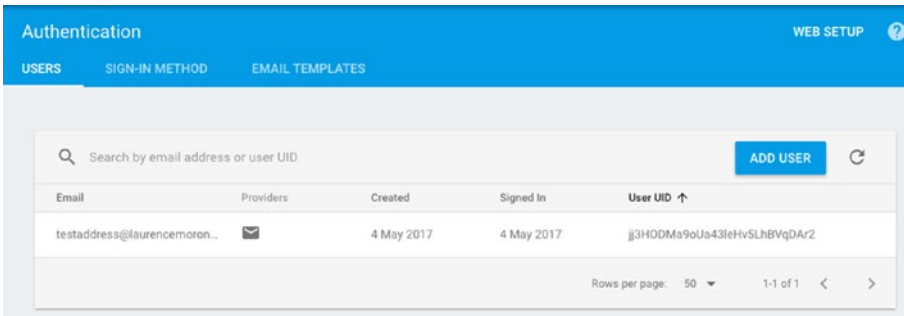 Authentication
WEB SETUP
USERS SIGN-IN METHOD EMAIL TEMPLATES
Search by email address or user UID
ADD USER
Email Providers Created Signed In User UID
testaddress@laurencemoron... 4 May 2017 4 May 2017 jj3HODMa9oUa43leHv5LhBVqDAr2
Rows per page: 50 1-1 of 1